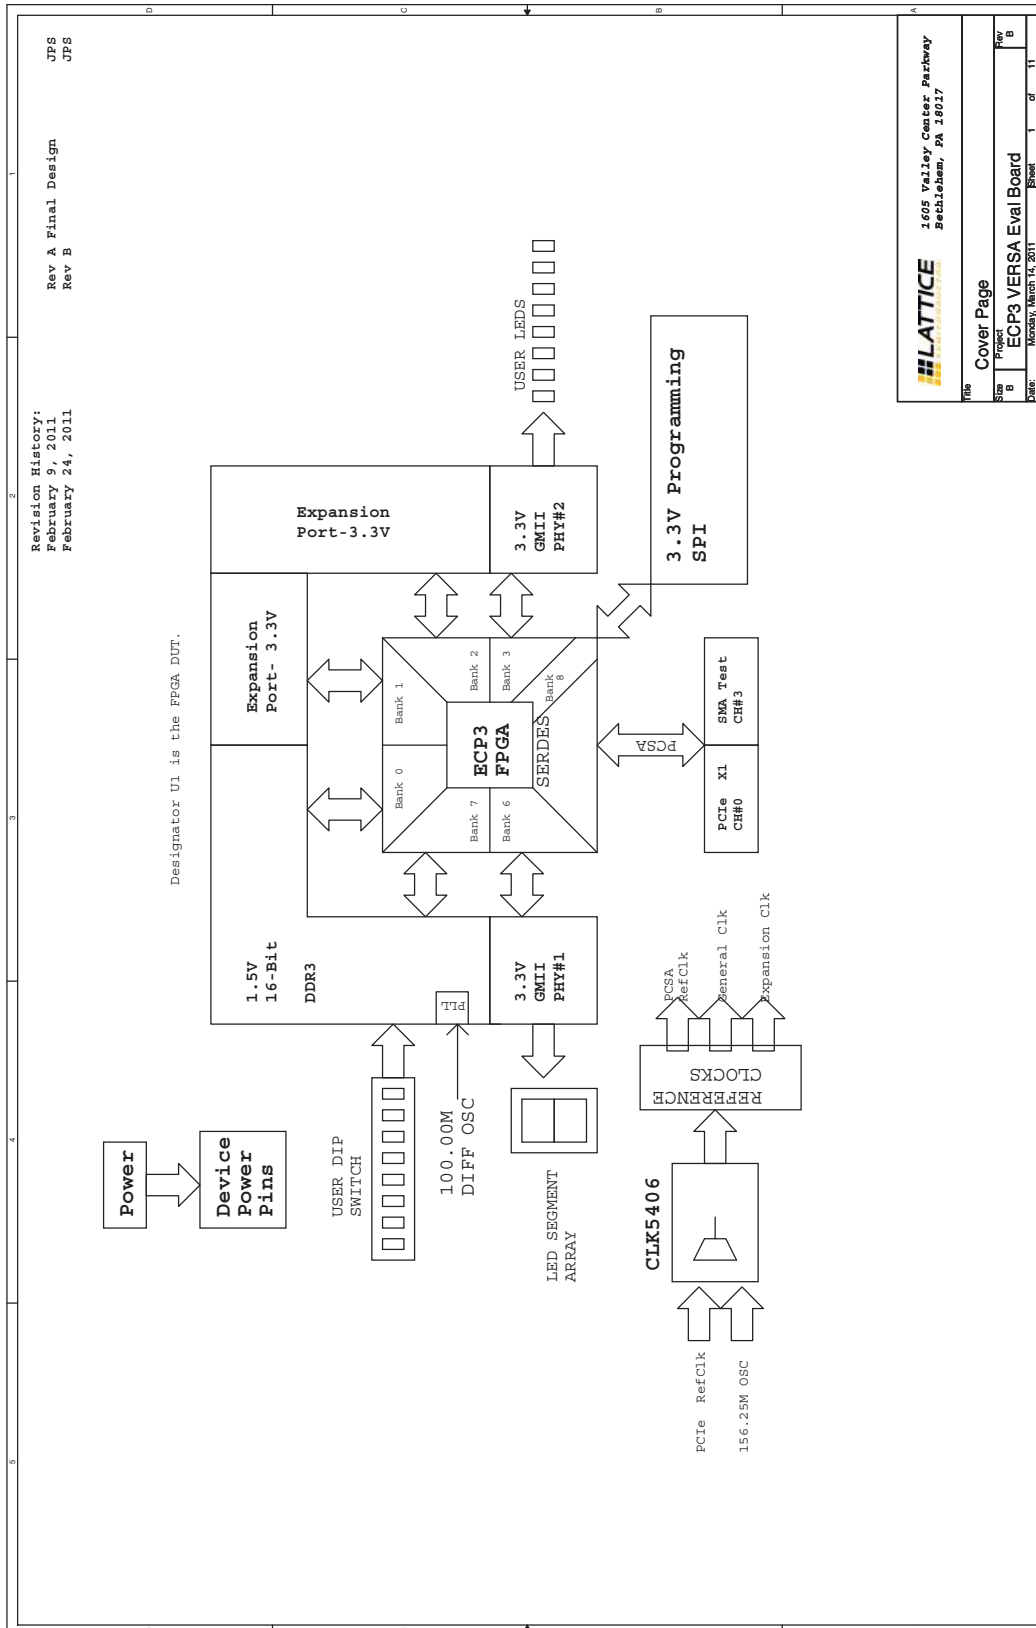 5
4
3
2
1
D
C
B
A
Revision History:
February 9, 2011 Rev A Final Design JPS
February 24, 2011 Rev B JPS
Designator U1 is the FPGA DUT.
Power
Device
Power
Pins
1.5V
16-Bit
DDR3
Expansion
Port- 3.3V
Expansion
Port-3.3V
USER DIP
SWITCH
PLL
100.00M
DIFF OSC
Bank 0
Bank 1
Bank 7
Bank 2
Bank 6
Bank 3
Bank
8
ECP3
FPGA
SERDES
3.3V
GMII
PHY#1
3.3V
GMII
PHY#2
USER LEDS
LED SEGMENT
ARRAY
PCSA
3.3V Programming
SPI
PCIe X1
CH#0
SMA Test
CH#3
CLK5406
PCIe RefClk
156.25M OSC
REFERENCE
CLOCKS
PCSA
RefClk
General Clk
Expansion Clk
LATTICE
SEMICONDUCTOR
1605 Valley Center Parkway
Bethlehem, PA 18017
Title
Cover Page
Size
B
Project
ECP3 VERSA Eval Board
Rev
B
Date:
Monday, March 14, 2011
Sheet 1 of 11